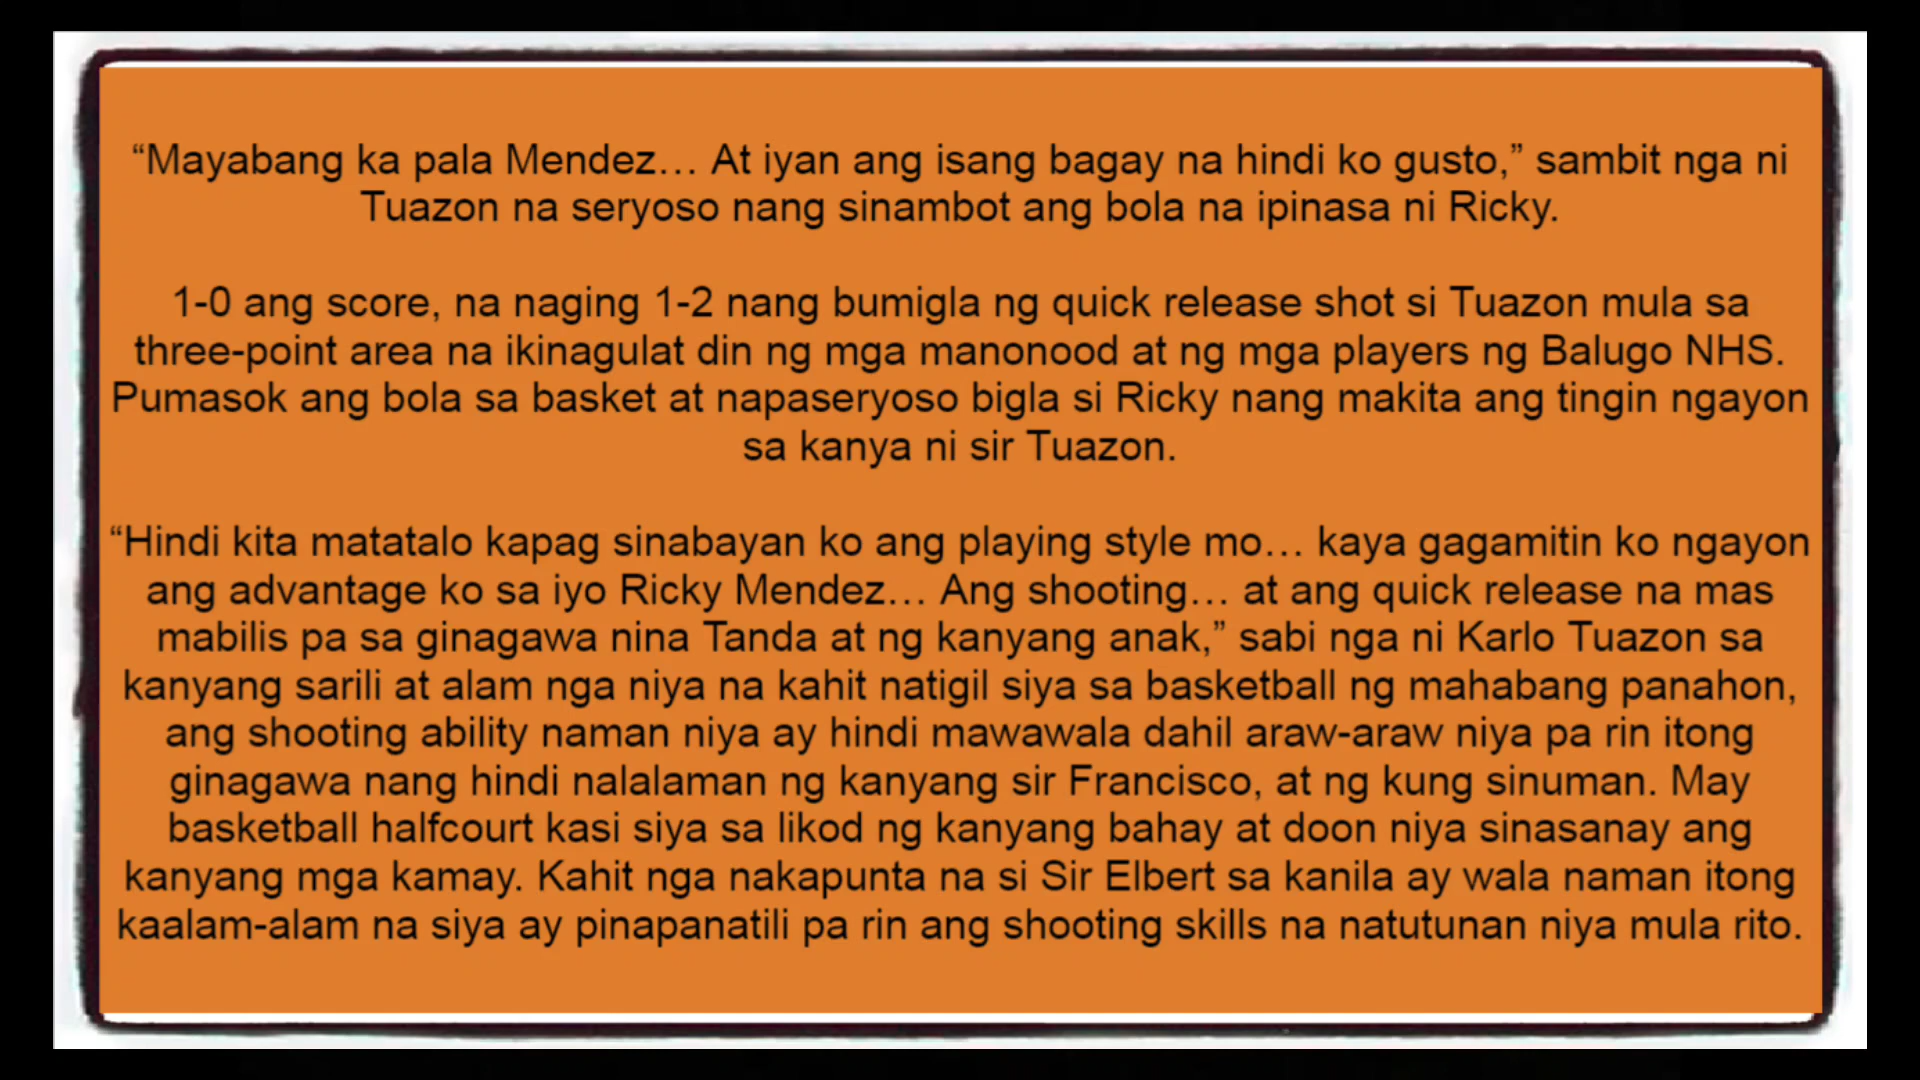 “Mayabang ka pala Mendez… At iyan ang isang bagay na hindi ko gusto,” sambit nga ni
Tuazon na seryoso nang sinambot ang bola na ipinasa ni Ricky.
1-0 ang score, na naging 1-2 nang bumigla ng quick release shot si Tuazon mula sa
three-point area na ikinagulat din ng mga manonood at ng mga players ng Balugo NHS.
Pumasok ang bola sa basket at napaseryoso bigla si Ricky nang makita ang tingin ngayon
sa kanya ni sir Tuazon.
“Hindi kita matatalo kapag sinabayan ko ang playing style mo… kaya gagamitin ko ngayon
ang advantage ko sa iyo Ricky Mendez… Ang shooting… at ang quick release na mas
mabilis pa sa ginagawa nina Tanda at ng kanyang anak,” sabi nga ni Karlo Tuazon sa
kanyang sarili at alam nga niya na kahit natigil siya sa basketball ng mahabang panahon,
ang shooting ability naman niya ay hindi mawawala dahil araw-araw niya pa rin itong
ginagawa nang hindi nalalaman ng kanyang sir Francisco, at ng kung sinuman. May
basketball halfcourt kasi siya sa likod ng kanyang bahay at doon niya sinasanay ang
kanyang mga kamay. Kahit nga nakapunta na si Sir Elbert sa kanila ay wala naman itong
kaalam-alam na siya ay pinapanatili pa rin ang shooting skills na natutunan niya mula rito.